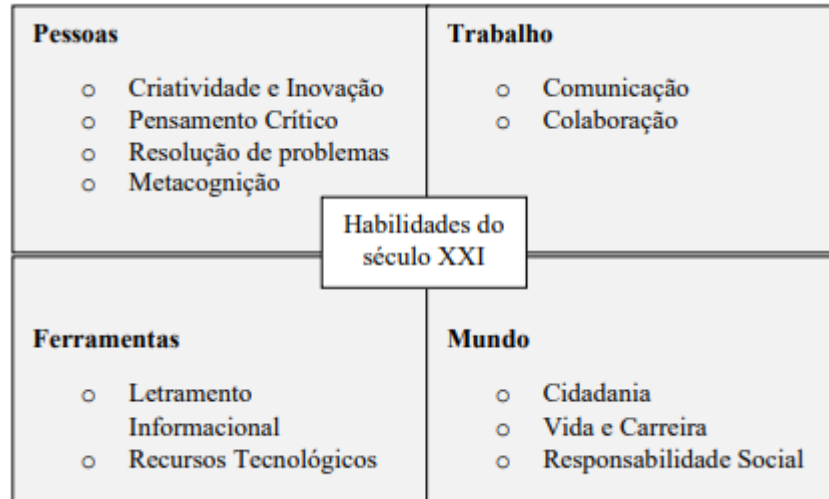 Pessoas
o Criatividade e Inovação
o Pensamento Crítico
o Resolução de problemas
o Metacognição
Trabalho
o Comunicação
o Colaboração
Habilidades do
século XXI
Ferramentas
o Letramento
Informacional
o Recursos Tecnológicos
Mundo
o Cidadania
o Vida e Carreira
o Responsabilidade Social